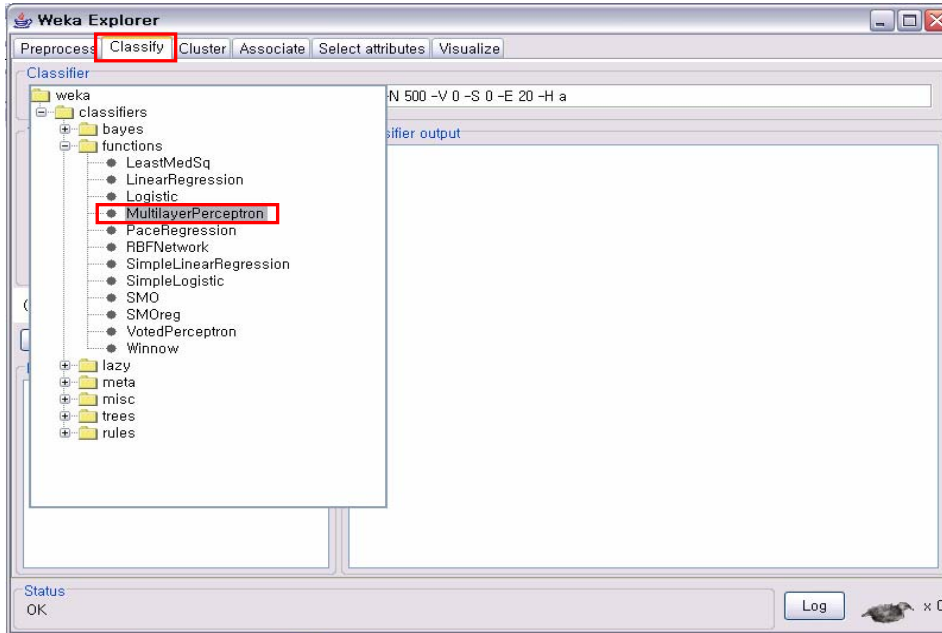 Weka Explorer
Preprocess Classify Cluster Associate Select attributes Visualize
Classifier
-N 500 -V 0 -S 0 -E 20 -H a
weka
classifiers
bayes
functions
LeastMedSq
LinearRegression
Logistic
MultilayerPerceptron
PaceRegression
RBFNetwork
SimpleLinearRegression
SimpleLogistic
SMO
SMOreg
VotedPerceptron
Winnow
lazy
meta
misc
trees
rules
output
Status
OK
Log
x 0